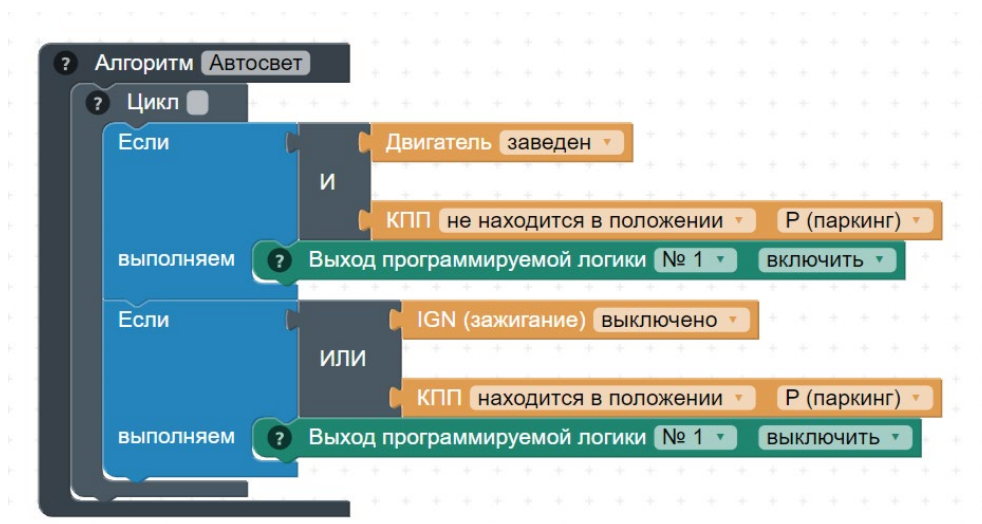 ? Алгоритм Автосвет
? Цикл
Если
Двигатель заведен
И
КПП не находится в положении P (паркинг)
выполняем ? Выход программируемой логики № 1 включить
Если
IGN (зажигание) выключено
ИЛИ
КПП находится в положении P (паркинг)
выполняем ? Выход программируемой логики № 1 выключить